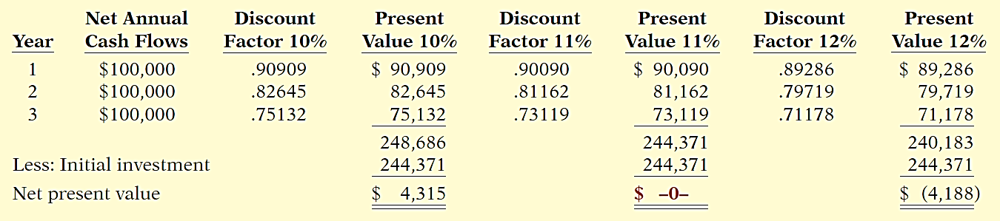 Net Annual Discount Present Discount Present Discount Present
Year Cash Flows Factor 10% Value 10% Factor 11% Value 11% Factor 12% Value 12%
1 $100,000 .90909 $ 90,909 .90090 $ 90,090 .89286 $ 89,286
2 $100,000 .82645 82,645 .81162 81,162 .79719 79,719
3 $100,000 .75132 75,132 .73119 73,119 .71178 71,178
248,686 244,371 240,183
Less: Initial investment 244,371 244,371 244,371
Net present value $ 4,315 $ –0– $ (4,188)